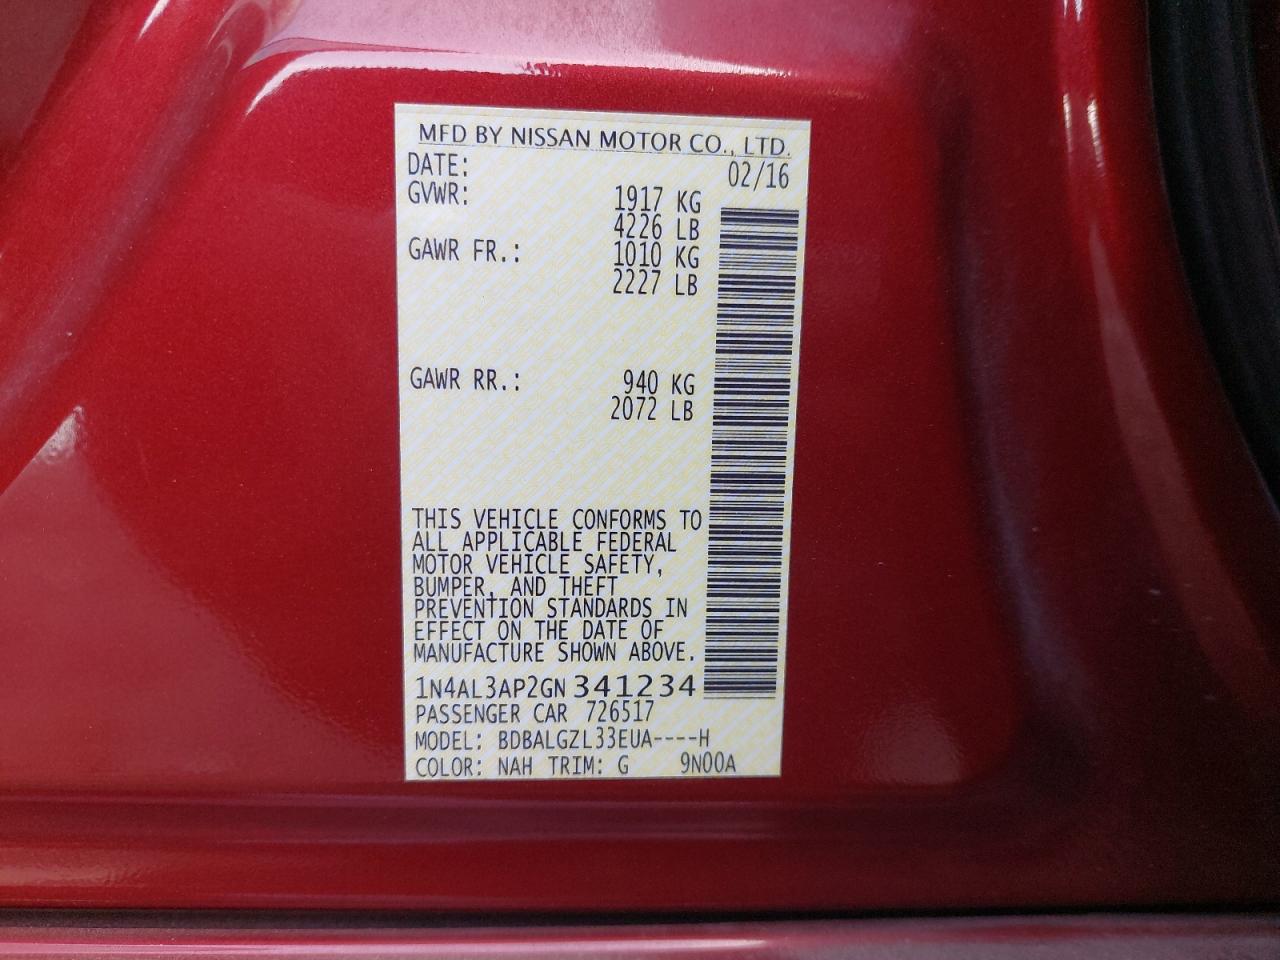 MFD BY NISSAN MOTOR CO., LTD.
DATE: 02/16
GVWR: 1917 KG
4226 LB
GAWR FR.: 1010 KG
2227 LB
GAWR RR.: 940 KG
2072 LB
THIS VEHICLE CONFORMS TO
ALL APPLICABLE FEDERAL
MOTOR VEHICLE SAFETY,
BUMPER, AND THEFT
PREVENTION STANDARDS IN
EFFECT ON THE DATE OF
MANUFACTURE SHOWN ABOVE.
1N4AL3AP2GN341234
PASSENGER CAR 726517
MODEL: BDBALGZL33EUA----H
COLOR: NAH TRIM: G 9N00A